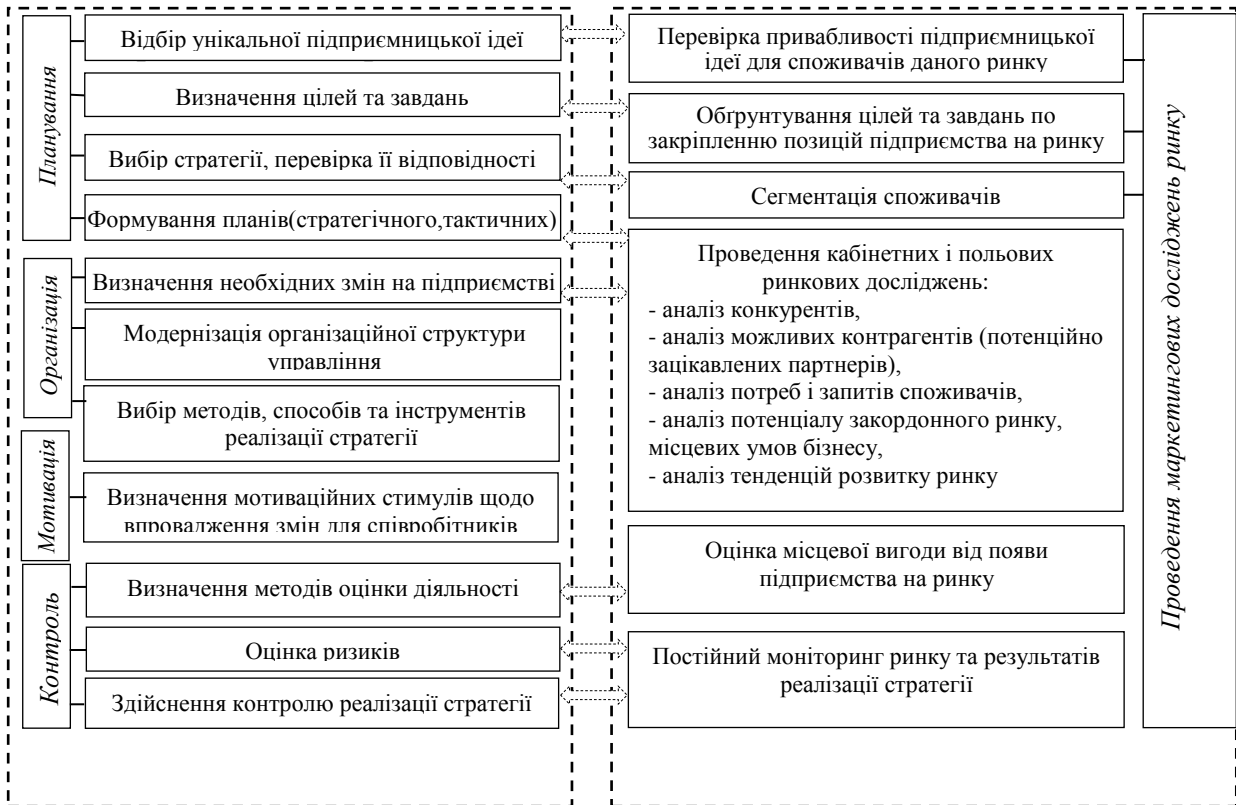 Планування
Відбір унікальної підприємницької ідеї
Визначення цілей та завдань
Вибір стратегії, перевірка її відповідності
Формування планів(стратегічного,тактичних)
Організація
Визначення необхідних змін на підприємстві
Модернізація організаційної структури
управління
Вибір методів, способів та інструментів
реалізації стратегії
Мотивація
Визначення мотиваційних стимулів щодо
впровадження змін для співробітників
Контроль
Визначення методів оцінки діяльності
Оцінка ризиків
Здійснення контролю реалізації стратегії
Перевірка привабливості підприємницької
ідеї для споживачів даного ринку
Обґрунтування цілей та завдань по
закріпленню позицій підприємства на ринку
Сегментація споживачів
Проведення кабінетних і польових
ринкових досліджень:
- аналіз конкурентів,
- аналіз можливих контрагентів (потенційно
зацікавлених партнерів),
- аналіз потреб і запитів споживачів,
- аналіз потенціалу закордонного ринку,
місцевих умов бізнесу,
- аналіз тенденцій розвитку ринку
Оцінка місцевої вигоди від появи
підприємства на ринку
Постійний моніторинг ринку та результатів
реалізації стратегії
Проведення маркетингових досліджень ринку